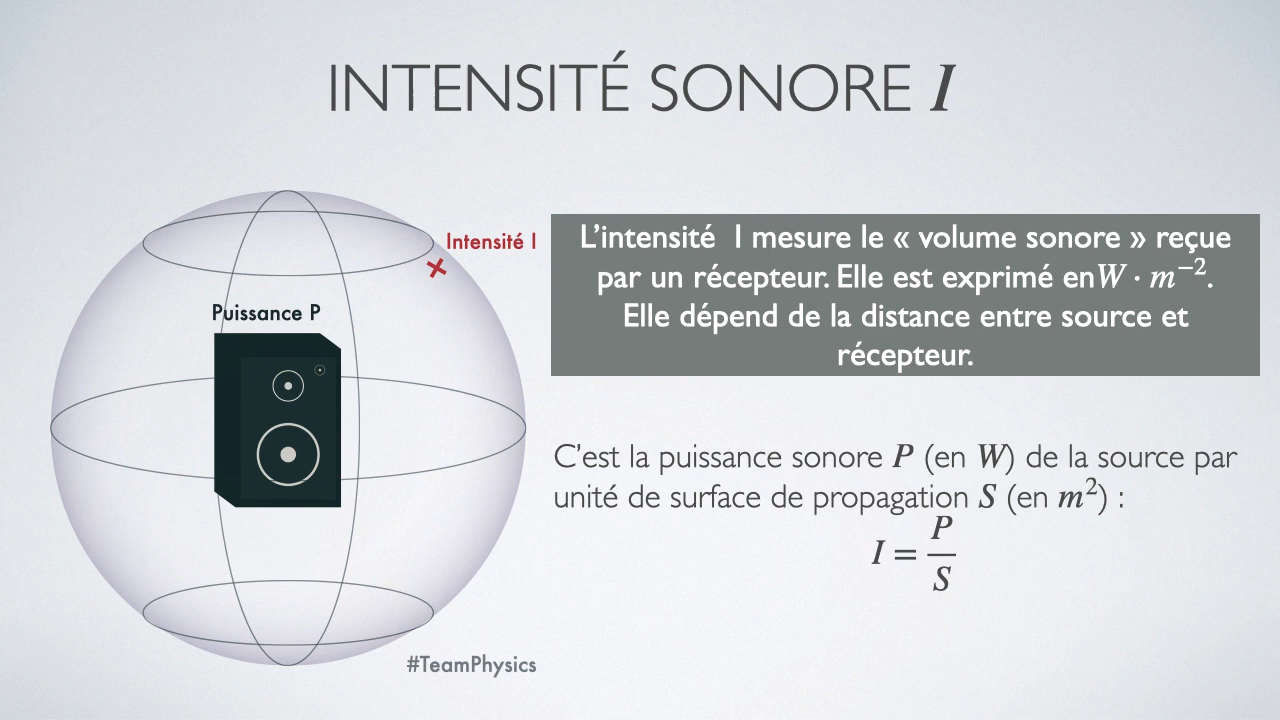 INTENSITÉ SONORE I
Intensité I
Puissance P
L’intensité  I mesure le « volume sonore » reçue
par un récepteur. Elle est exprimé en W · m⁻².
Elle dépend de la distance entre source et
récepteur.
C’est la puissance sonore P (en W) de la source par
unité de surface de propagation S (en m²) :
I = P/S
#TeamPhysics